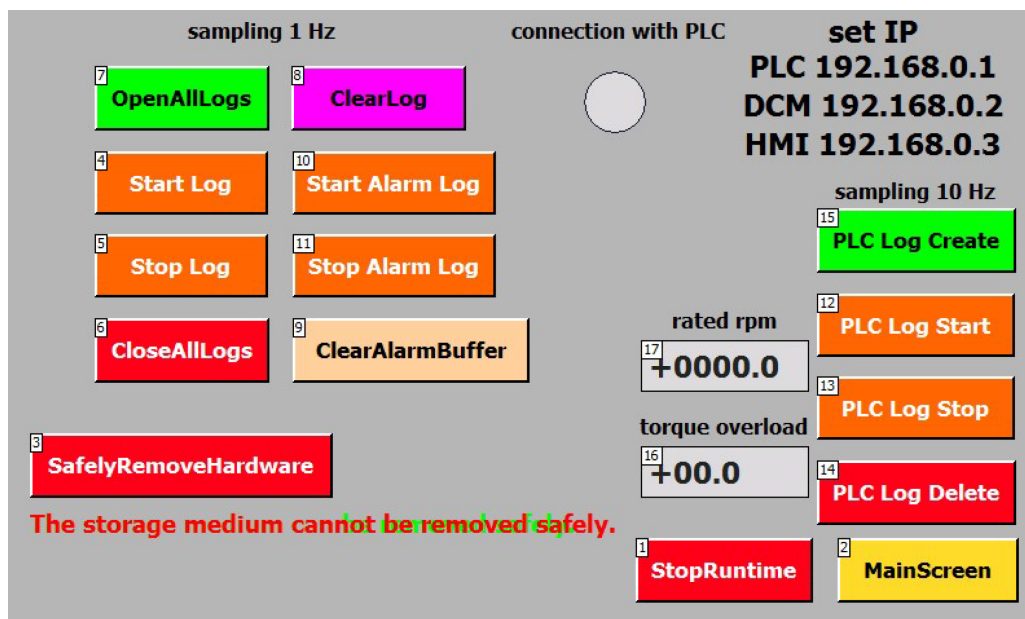 sampling 1 Hz
connection with PLC
set IP
PLC 192.168.0.1
DCM 192.168.0.2
HMI 192.168.0.3
7
OpenAllLogs
8
ClearLog
4
Start Log
10
Start Alarm Log
5
Stop Log
11
Stop Alarm Log
6
CloseAllLogs
9
ClearAlarmBuffer
3
SafelyRemoveHardware
The storage medium cannot be removed safely.
sampling 10 Hz
15
PLC Log Create
12
PLC Log Start
13
PLC Log Stop
14
PLC Log Delete
rated rpm
17
+0000.0
torque overload
16
+00.0
1
StopRuntime
2
MainScreen